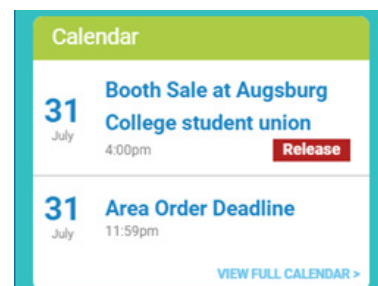 Calendar
31
July
Booth Sale at Augsburg
College student union
4:00pm
Release
31
July
Area Order Deadline
11:59pm
VIEW FULL CALENDAR >